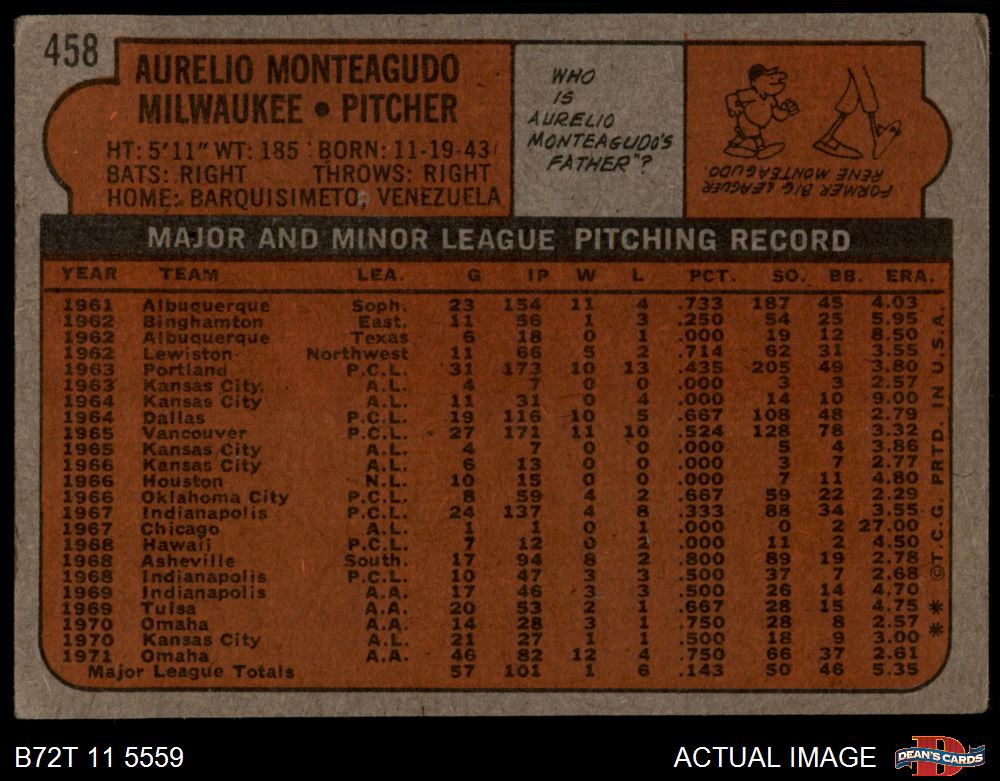 458
AURELIO MONTEAGUDO
MILWAUKEE • PITCHER
HT: 5'11" WT: 185 BORN: 11-19-43
BATS: RIGHT THROWS: RIGHT
HOME: BARQUISIMETO, VENEZUELA
WHO
IS
AURELIO
MONTEAGUDO'S
FATHER"?
FORMER BIG LEAGUER
RENE MONTEAGUDO.
MAJOR AND MINOR LEAGUE PITCHING RECORD
YEAR TEAM LEA. G IP W L PCT. SO. BB. ERA.
1961 Albuquerque Soph. 23 154 11 4 .733 187 45 4.03
1962 Binghamton East. 11 56 1 3 .250 54 25 5.95
1962 Albuquerque Texas 6 18 0 1 .000 19 12 8.50
1962 Lewiston Northwest 11 66 5 2 .714 62 31 3.55
1963 Portland P.C.L. 31 173 10 13 .435 205 49 3.80
1963 Kansas City A.L. 4 7 0 0 .000 3 3 2.57
1964 Kansas City A.L. 11 31 0 4 .000 14 10 9.00
1964 Dallas P.C.L. 19 116 10 5 .667 108 48 2.79
1965 Vancouver P.C.L. 27 171 11 10 .524 128 78 3.32
1965 Kansas City A.L. 4 7 0 0 .000 5 4 3.86
1966 Kansas City A.L. 6 13 0 0 .000 3 7 2.77
1966 Houston N.L. 10 15 0 0 .000 7 11 4.80
1966 Oklahoma City P.C.L. 8 59 4 2 .667 59 22 2.29
1967 Indianapolis P.C.L. 24 137 4 8 .333 88 34 3.55
1967 Chicago A.L. 1 1 0 1 .000 0 2 27.00
1968 Hawaii P.C.L. 7 12 0 2 .000 11 2 4.50
1968 Asheville South. 17 94 8 2 .800 89 19 2.78
1968 Indianapolis P.C.L. 10 47 3 3 .500 37 7 2.68
1969 Indianapolis A.A. 17 46 3 3 .500 26 14 4.70
1969 Tulsa A.A. 20 53 2 1 .667 28 15 4.75
1970 Omaha A.A. 14 28 3 1 .750 28 8 2.57
1970 Kansas City A.L. 21 27 1 1 .500 18 9 3.00
1971 Omaha A.A. 46 82 12 4 .750 66 37 2.61
Major League Totals 57 101 1 6 .143 50 46 5.35
* * ©T.C.G. PRTD. IN U.S.A.
B72T 11 5559
ACTUAL IMAGE
D
DEAN'S CARDS